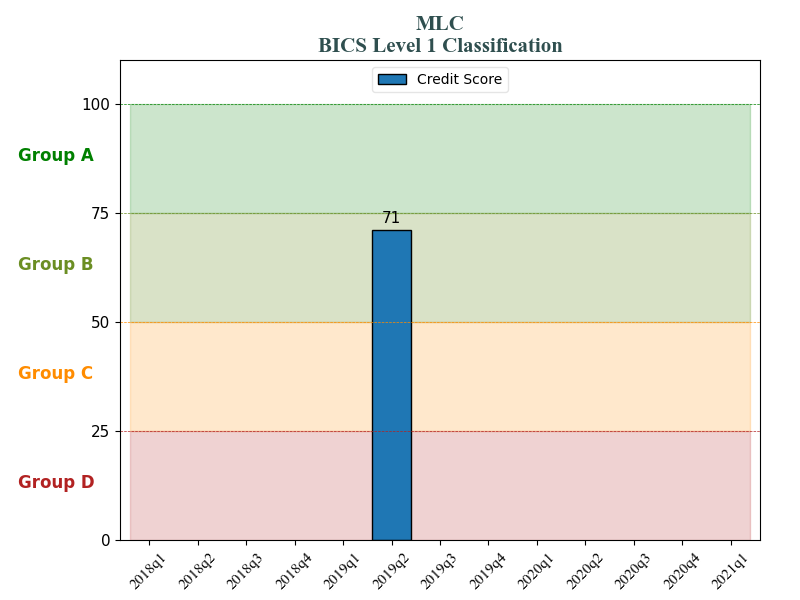 MLC
BICS Level 1 Classification
Credit Score
100
Group A
75
71
Group B
50
Group C
25
Group D
0
2018q1 2018q2 2018q3 2018q4 2019q1 2019q2 2019q3 2019q4 2020q1 2020q2 2020q3 2020q4 2021q1